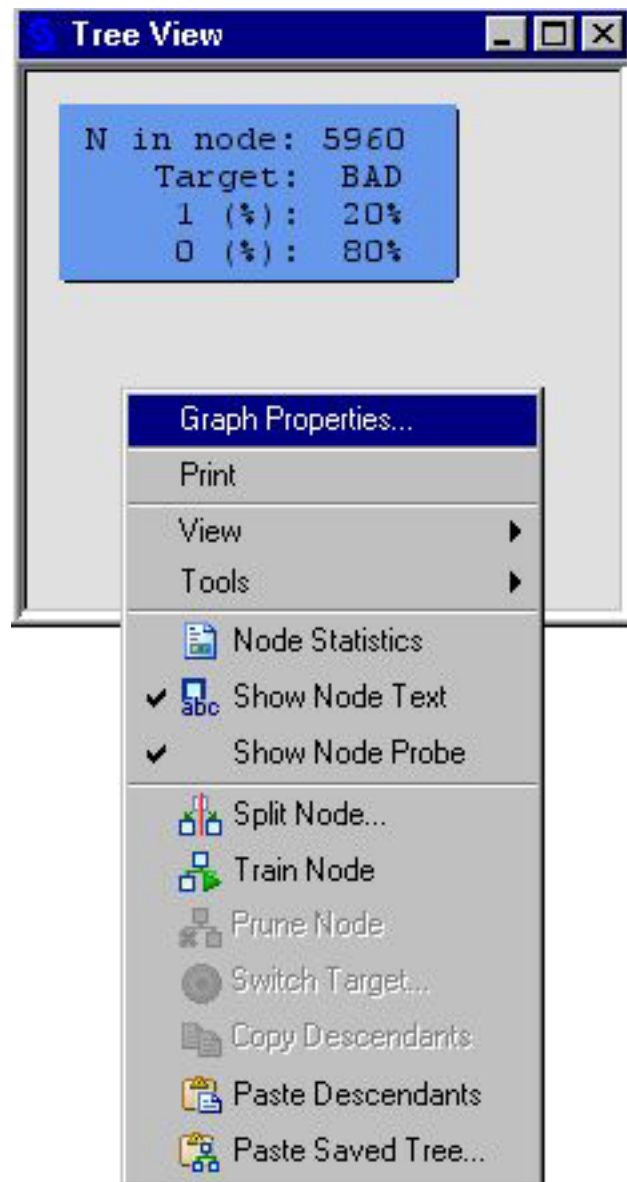 Tree View
N in node: 5960
Target: BAD
1 (%): 20%
0 (%): 80%
Graph Properties...
Print
View
Tools
Node Statistics
abc Show Node Text
Show Node Probe
Split Node...
Train Node
Prune Node
Switch Target...
Copy Descendants
Paste Descendants
Paste Saved Tree...